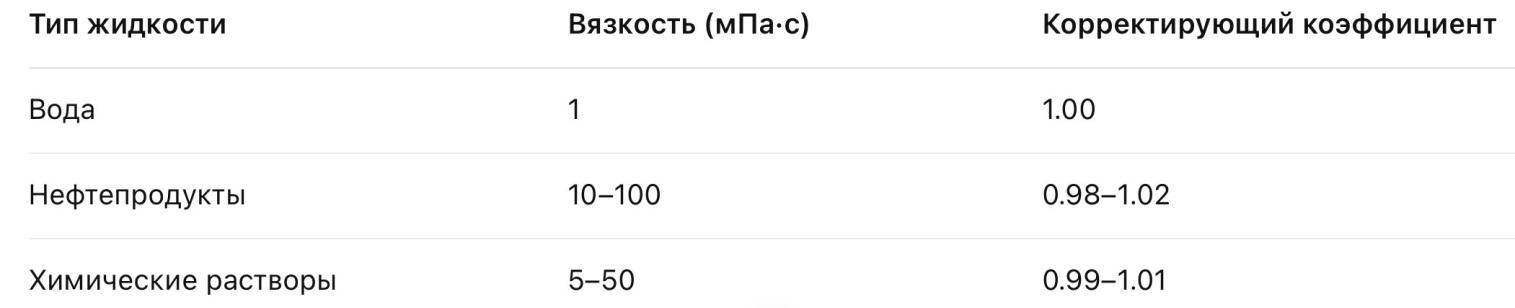 Тип жидкости Вязкость (мПа·с) Корректирующий коэффициент
Вода 1 1.00
Нефтепродукты 10–100 0.98–1.02
Химические растворы 5–50 0.99–1.01